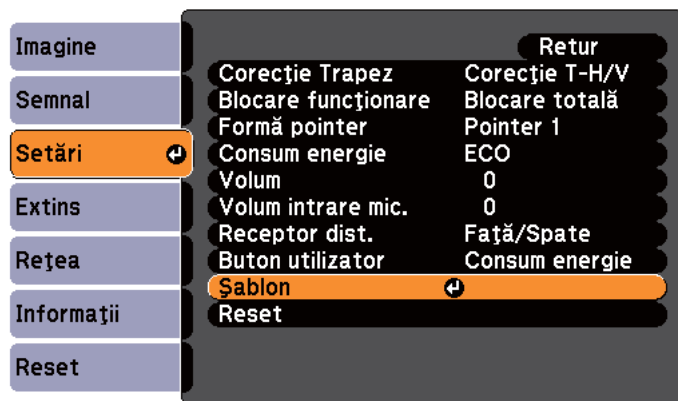 Imagine
Semnal
Setări
Extins
Reţea
Informaţii
Reset
Retur
Corecţie Trapez Corecţie T-H/V
Blocare funcţionare Blocare totală
Formă pointer Pointer 1
Consum energie ECO
Volum 0
Volum intrare mic. 0
Receptor dist. Faţă/Spate
Buton utilizator Consum energie
Şablon
Reset